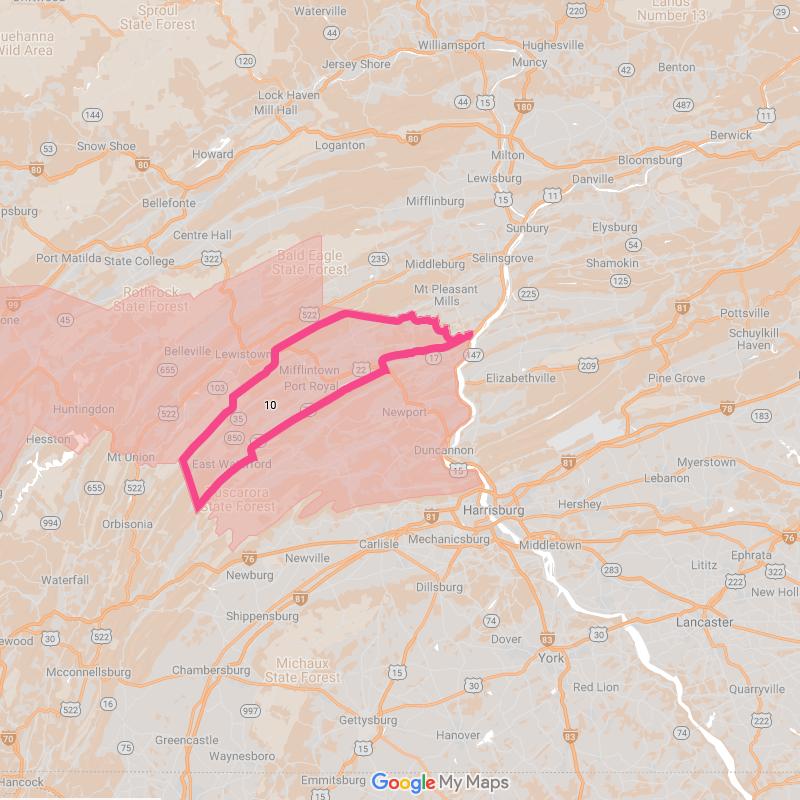 Waterville
Sproul
State Forest
Lands
Number 13
220
29
44
uehanna
Wild Area
Williamsport
Hughesville
Muncy
120
Jersey Shore
42
Benton
Lock Haven
Mill Hall
44
15
180
487
144
11
53
Snow Shoe
Loganton
80
Berwick
80
80
Howard
Milton
Bloomsburg
Lewisburg
Danville
Bellefonte
Mifflinburg
15
11
psburg
Centre Hall
Sunbury
Elysburg
54
Port Matilda
State College
322
Bald Eagle
State Forest
235
Middleburg
Selinsgrove
Shamokin
125
Rothrock
State Forest
Mt Pleasant
Mills
225
99
45
one
522
81
Pottsville
Schuylkill
Haven
Belleville
Lewistown
17
147
655
Mifflintown
22
209
Port Royal
Elizabethville
Pine Grove
103
10
Huntingdon
522
35
Newport
78
183
Hesston
850
Mt Union
Duncannon
East Waterford
15
81
Myerstown
655
522
Lebanon
Tuscarora
State Forest
Hershey
994
Orbisonia
81
Harrisburg
Carlisle
Mechanicsburg
Middletown
76
76
Newville
Ephrata
Waterfall
Newburg
283
Lititz
322
222
Dillsburg
New Holl
81
Shippensburg
74
Lancaster
ewood
30
522
Dover
83
30
York
Mcconnellsburg
Chambersburg
Michaux
State Forest
15
30
Red Lion
Quarryville
16
522
997
Gettysburg
222
70
75
Greencastle
15
Hanover
83
74
Waynesboro
Hancock
Emmitsburg
Google My Maps
15